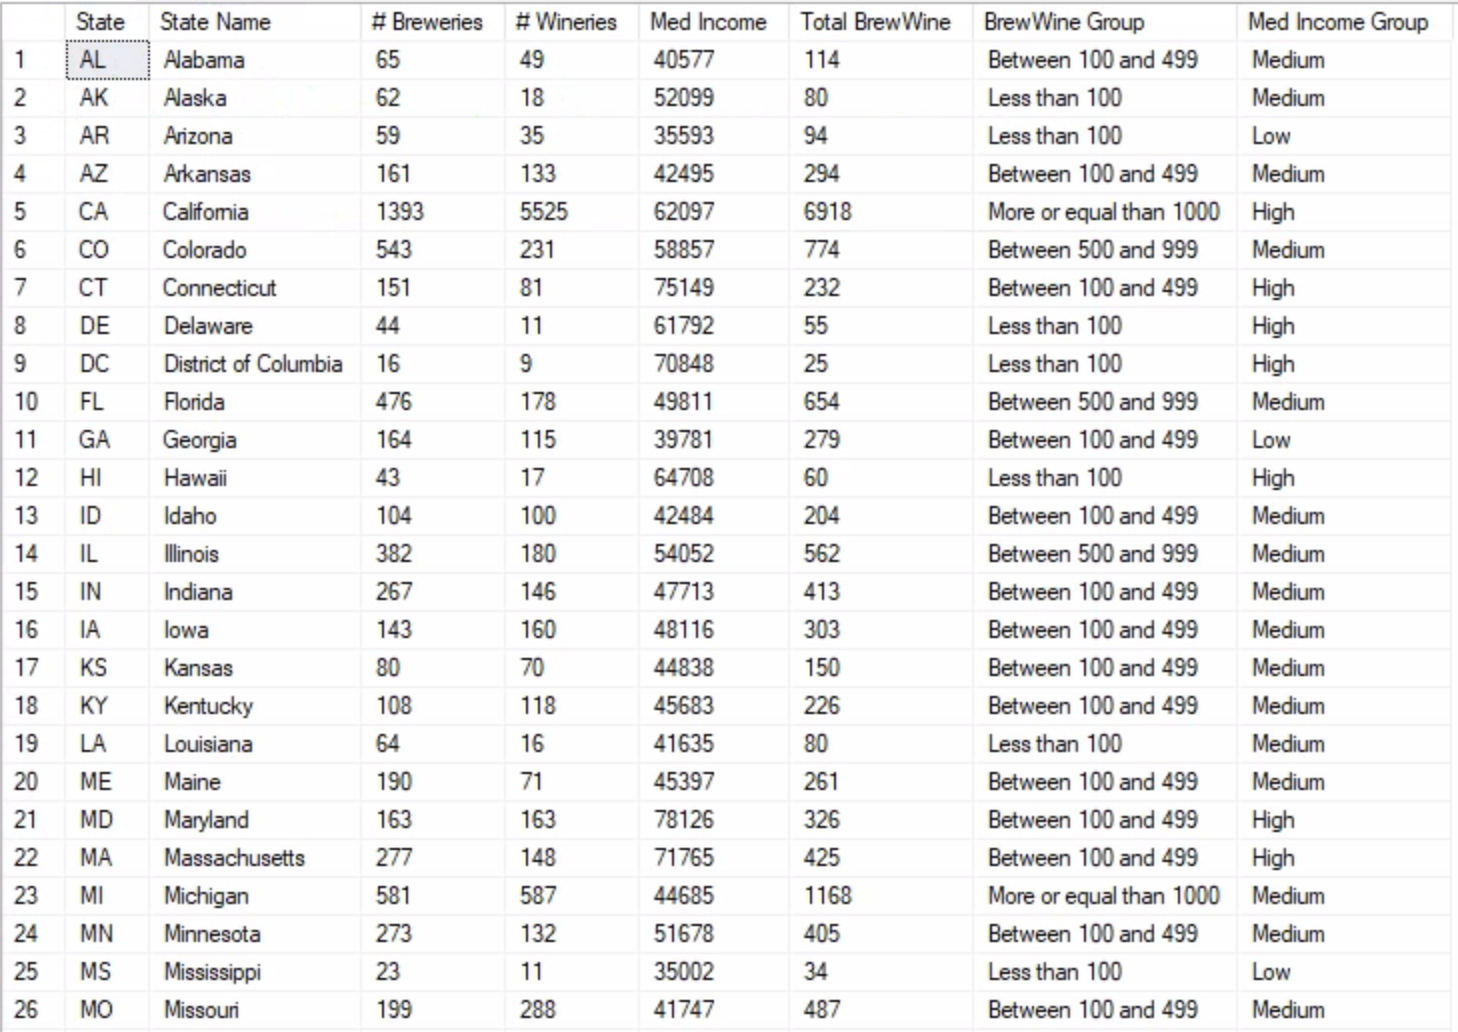 State State Name # Breweries # Wineries Med Income Total BrewWine BrewWine Group Med Income Group
1 AL Alabama 65 49 40577 114 Between 100 and 499 Medium
2 AK Alaska 62 18 52099 80 Less than 100 Medium
3 AR Arizona 59 35 35593 94 Less than 100 Low
4 AZ Arkansas 161 133 42495 294 Between 100 and 499 Medium
5 CA California 1393 5525 62097 6918 More or equal than 1000 High
6 CO Colorado 543 231 58857 774 Between 500 and 999 Medium
7 CT Connecticut 151 81 75149 232 Between 100 and 499 High
8 DE Delaware 44 11 61792 55 Less than 100 High
9 DC District of Columbia 16 9 70848 25 Less than 100 High
10 FL Florida 476 178 49811 654 Between 500 and 999 Medium
11 GA Georgia 164 115 39781 279 Between 100 and 499 Low
12 HI Hawaii 43 17 64708 60 Less than 100 High
13 ID Idaho 104 100 42484 204 Between 100 and 499 Medium
14 IL Illinois 382 180 54052 562 Between 500 and 999 Medium
15 IN Indiana 267 146 47713 413 Between 100 and 499 Medium
16 IA Iowa 143 160 48116 303 Between 100 and 499 Medium
17 KS Kansas 80 70 44838 150 Between 100 and 499 Medium
18 KY Kentucky 108 118 45683 226 Between 100 and 499 Medium
19 LA Louisiana 64 16 41635 80 Less than 100 Medium
20 ME Maine 190 71 45397 261 Between 100 and 499 Medium
21 MD Maryland 163 163 78126 326 Between 100 and 499 High
22 MA Massachusetts 277 148 71765 425 Between 100 and 499 High
23 MI Michigan 581 587 44685 1168 More or equal than 1000 Medium
24 MN Minnesota 273 132 51678 405 Between 100 and 499 Medium
25 MS Mississippi 23 11 35002 34 Less than 100 Low
26 MO Missouri 199 288 41747 487 Between 100 and 499 Medium